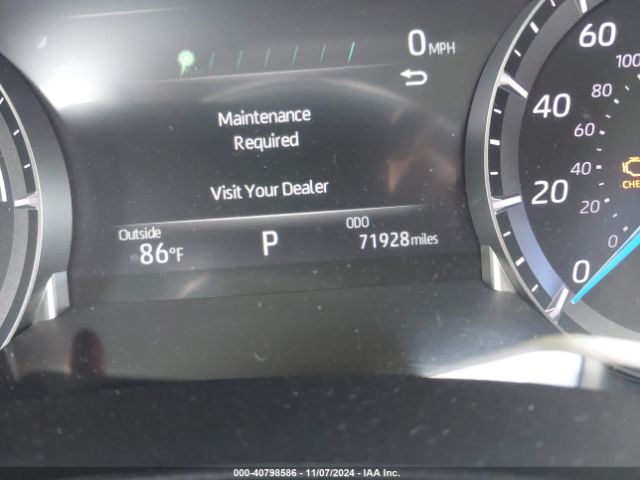 0 MPH
Maintenance
Required
Visit Your Dealer
Outside
86°F
P
ODO
71928 miles
60
40
20
0
100
80
60
40
20
0
CHE
000-40798586 - 11/07/2024 - IAA Inc.